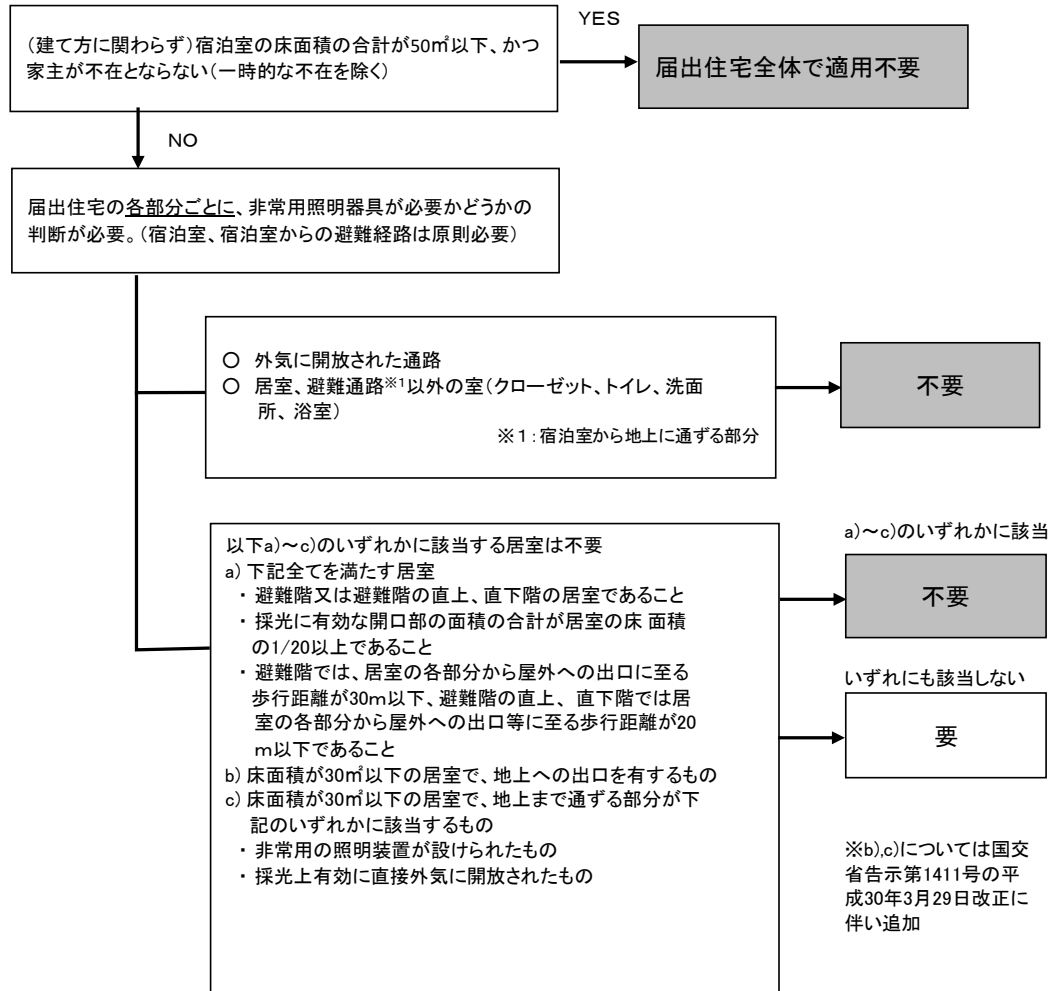 (建て方に関わらず)宿泊室の床面積の合計が50㎡以下、かつ
家主が不在とならない(一時的な不在を除く)
YES
届出住宅全体で適用不要
NO
届出住宅の各部分ごとに、非常用照明器具が必要かどうかの
判断が必要。(宿泊室、宿泊室からの避難経路は原則必要)
○ 外気に開放された通路
○ 居室、避難通路※1以外の室(クローゼット、トイレ、洗面
所、浴室)
※1:宿泊室から地上に通ずる部分
不要
以下a)~c)のいずれかに該当する居室は不要
a) 下記全てを満たす居室
・ 避難階又は避難階の直上、直下階の居室であること
・ 採光に有効な開口部の面積の合計が居室の床 面積
の1/20以上であること
・ 避難階では、居室の各部分から屋外への出口に至る
歩行距離が30m以下、避難階の直上、 直下階では居
室の各部分から屋外への出口等に至る歩行距離が20
m以下であること
b) 床面積が30㎡以下の居室で、地上への出口を有するもの
c) 床面積が30㎡以下の居室で、地上まで通ずる部分が下
記のいずれかに該当するもの
・ 非常用の照明装置が設けられたもの
・ 採光上有効に直接外気に開放されたもの
a)~c)のいずれかに該当
不要
いずれにも該当しない
要
※b),c)については国交
省告示第1411号の平
成30年3月29日改正に
伴い追加